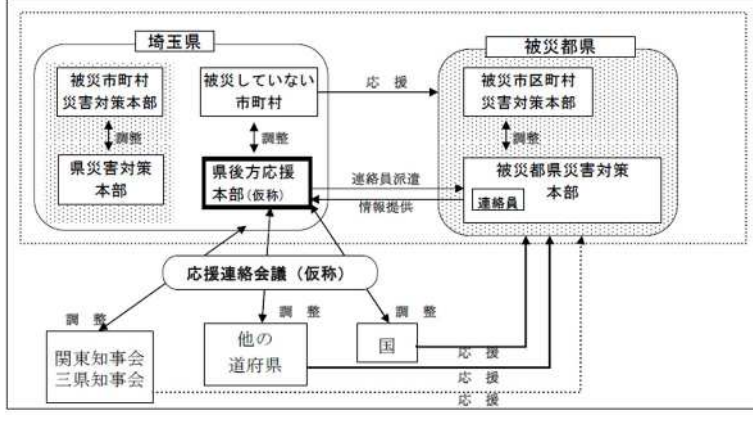 埼玉県
被災都県
被災市町村
災害対策本部
被災していない
市町村
応 援
被災市区町村
災害対策本部
調整
調整
調整
県災害対策
本部
県後方応援
本部(仮称)
連絡員派遣
情報提供
被災都県災害対策
本部
連絡員
応援連絡会議(仮称)
調 整
調 整
調 整
関東知事会
三県知事会
他の
道府県
国
応 援
応 援
応 援